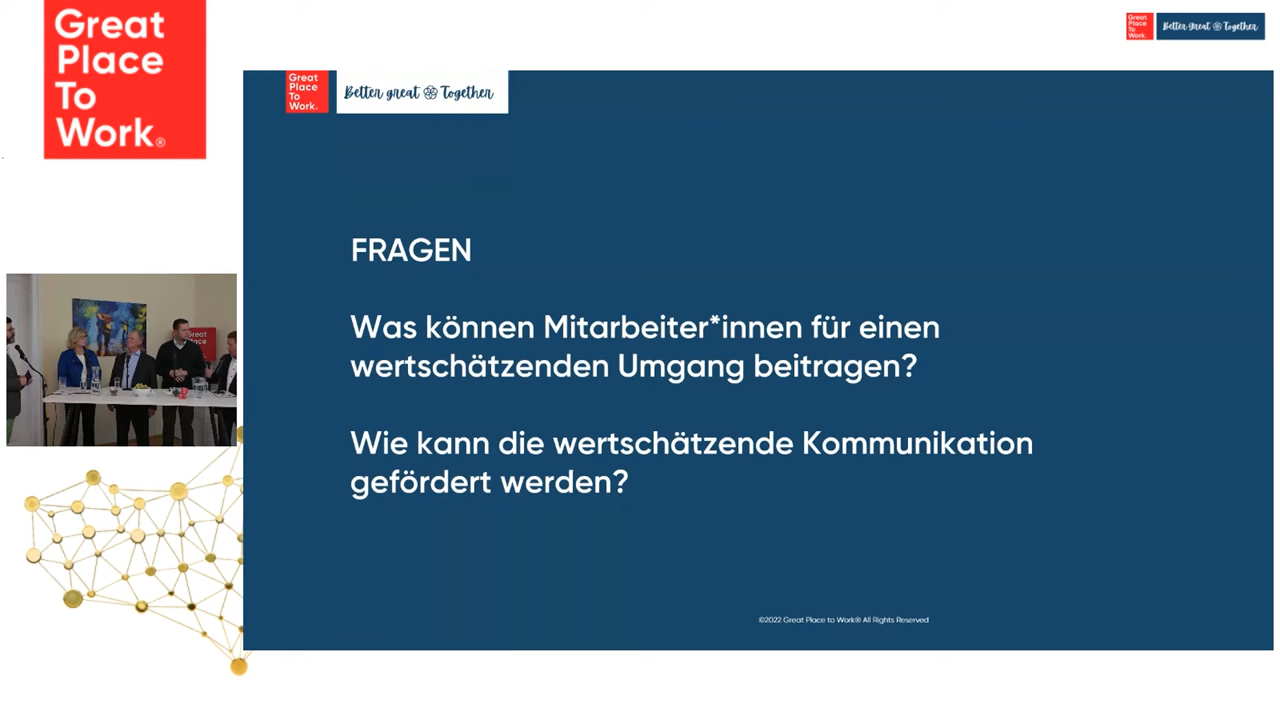 Great
Place
To
Work®
Great
Place
To
Work.
Better great Together
Great
Place
To
Work.
Better great Together
FRAGEN
Was können Mitarbeiter*innen für einen
wertschätzenden Umgang beitragen?
Wie kann die wertschätzende Kommunikation
gefördert werden?
Great
Place
©2022 Great Place to Work® All Rights Reserved